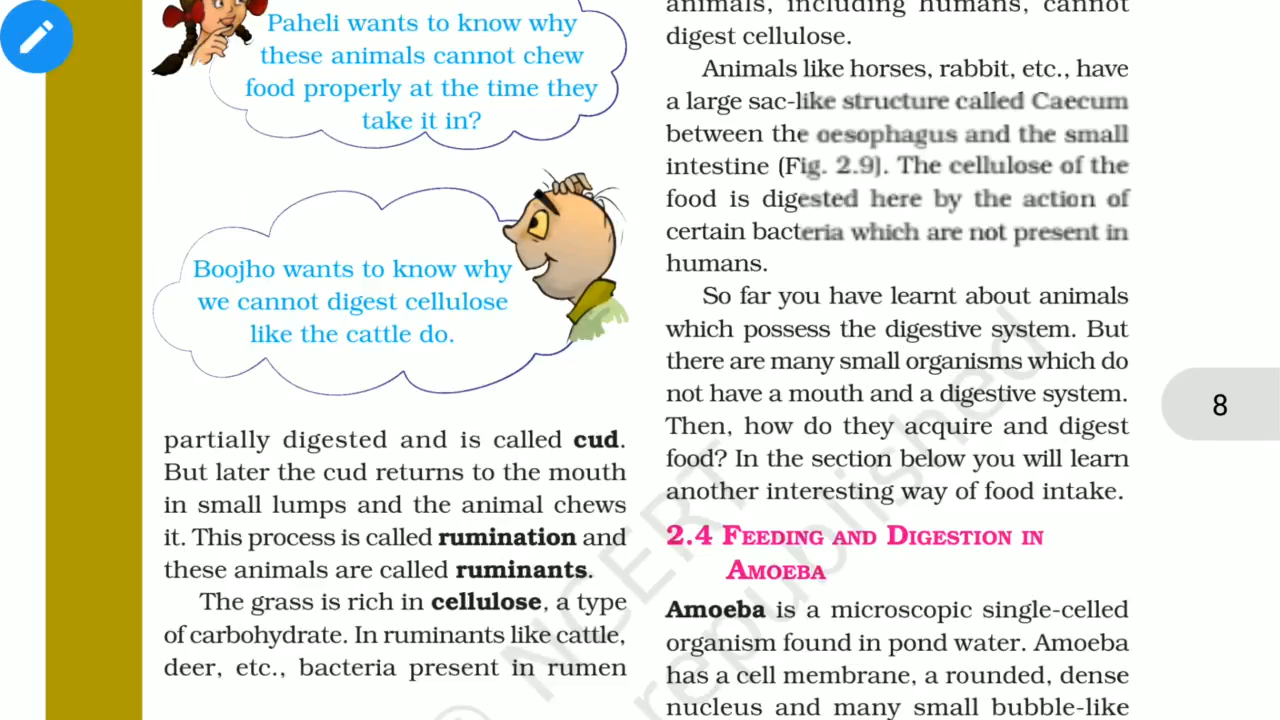 Paheli wants to know why
these animals cannot chew
food properly at the time they
take it in?
Boojho wants to know why
we cannot digest cellulose
like the cattle do.
partially digested and is called cud.
But later the cud returns to the mouth
in small lumps and the animal chews
it. This process is called rumination and
these animals are called ruminants.
The grass is rich in cellulose, a type
of carbohydrate. In ruminants like cattle,
deer, etc., bacteria present in rumen
animals, including humans, cannot
digest cellulose.
Animals like horses, rabbit, etc., have
a large sac-like structure called Caecum
between the oesophagus and the small
intestine (Fig. 2.9). The cellulose of the
food is digested here by the action of
certain bacteria which are not present in
humans.
So far you have learnt about animals
which possess the digestive system. But
there are many small organisms which do
not have a mouth and a digestive system.
Then, how do they acquire and digest
food? In the section below you will learn
another interesting way of food intake.
2.4 FEEDING AND DIGESTION IN
AMOEBA
Amoeba is a microscopic single-celled
organism found in pond water. Amoeba
has a cell membrane, a rounded, dense
nucleus and many small bubble-like
8
© NCERT
republished